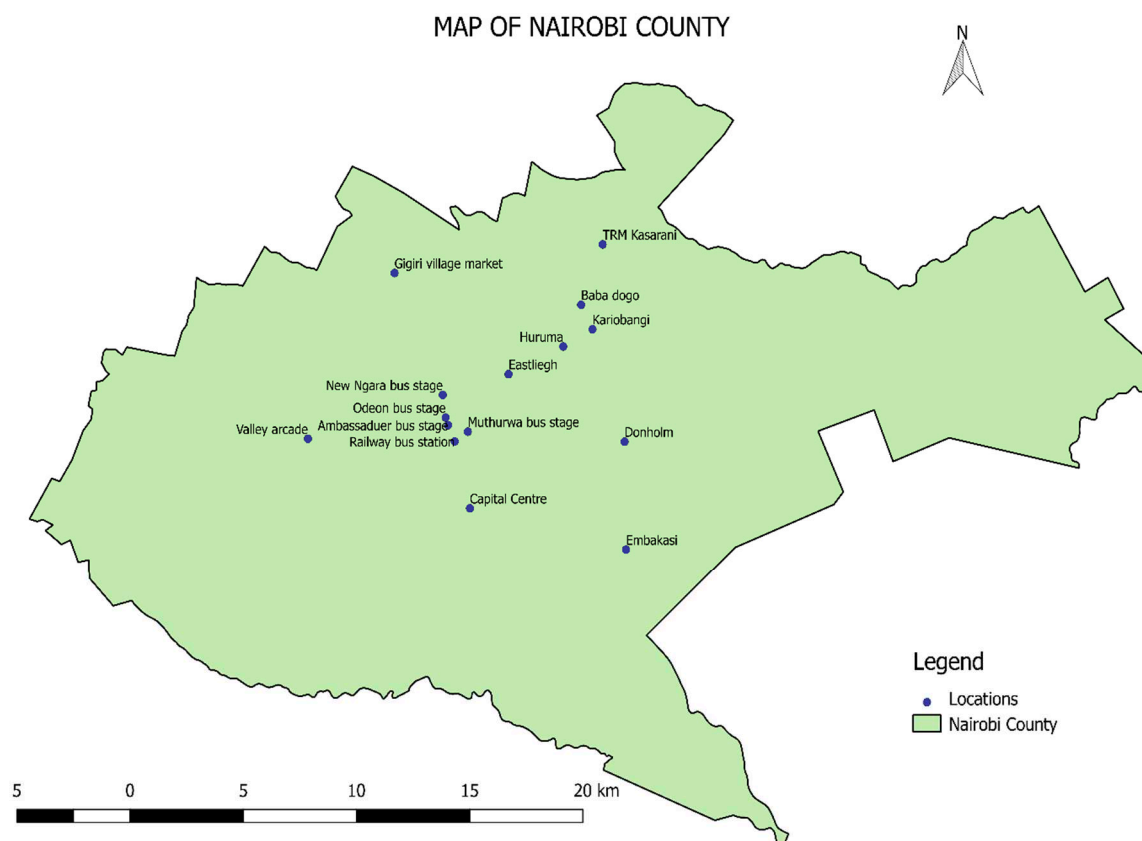 MAP OF NAIROBI COUNTY
N
TRM Kasarani
Gigiri village market
Baba dogo
Kariobangi
Huruma
Eastliegh
New Ngara bus stage
Odeon bus stage
Ambassaduer bus stage
Muthurwa bus stage
Valley arcade
Railway bus station
Donholm
Capital Centre
Embakasi
Legend
Locations
Nairobi County
5 0 5 10 15 20 km